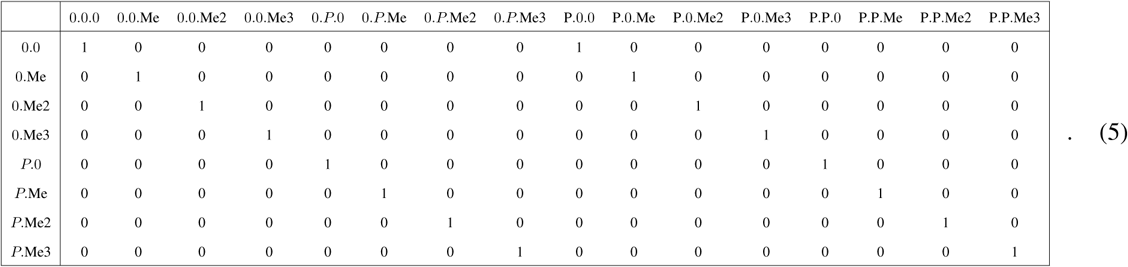 0.0.0 0.0.Me 0.0.Me2 0.0.Me3 0.P.0 0.P.Me 0.P.Me2 0.P.Me3 P.0.0 P.0.Me P.0.Me2 P.0.Me3 P.P.0 P.P.Me P.P.Me2 P.P.Me3
0.0 1 0 0 0 0 0 0 0 1 0 0 0 0 0 0 0
0.Me 0 1 0 0 0 0 0 0 0 1 0 0 0 0 0 0
0.Me2 0 0 1 0 0 0 0 0 0 0 1 0 0 0 0 0
0.Me3 0 0 0 1 0 0 0 0 0 0 0 1 0 0 0 0 . (5)
P.0 0 0 0 0 1 0 0 0 0 0 0 0 1 0 0 0
P.Me 0 0 0 0 0 1 0 0 0 0 0 0 0 1 0 0
P.Me2 0 0 0 0 0 0 1 0 0 0 0 0 0 0 1 0
P.Me3 0 0 0 0 0 0 0 1 0 0 0 0 0 0 0 1